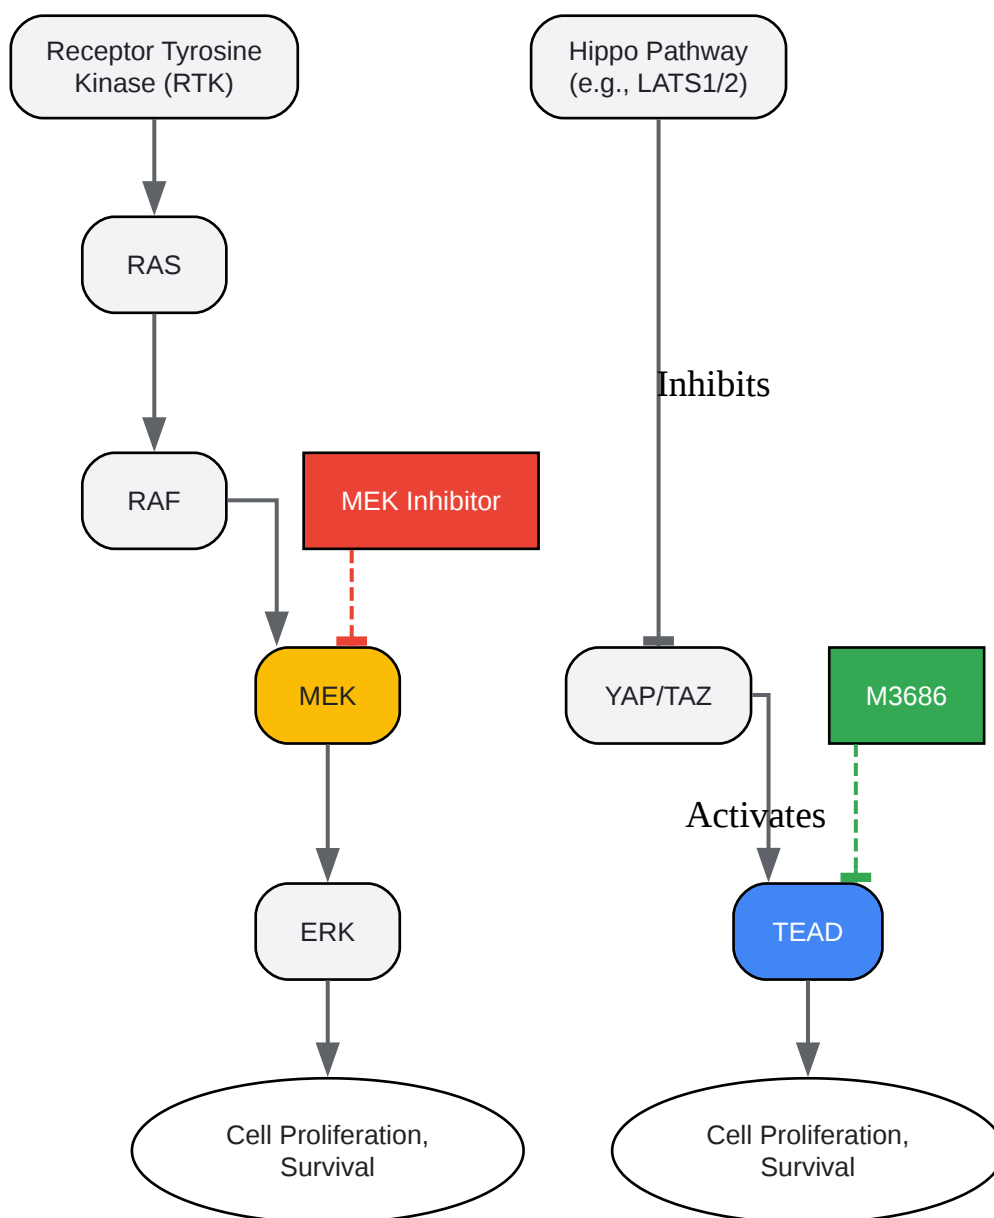 Receptor Tyrosine
Kinase (RTK)
Hippo Pathway
(e.g., LATS1/2)
RAS
Inhibits
RAF
MEK Inhibitor
MEK
YAP/TAZ
M3686
Activates
ERK
TEAD
Cell Proliferation,
Survival
Cell Proliferation,
Survival